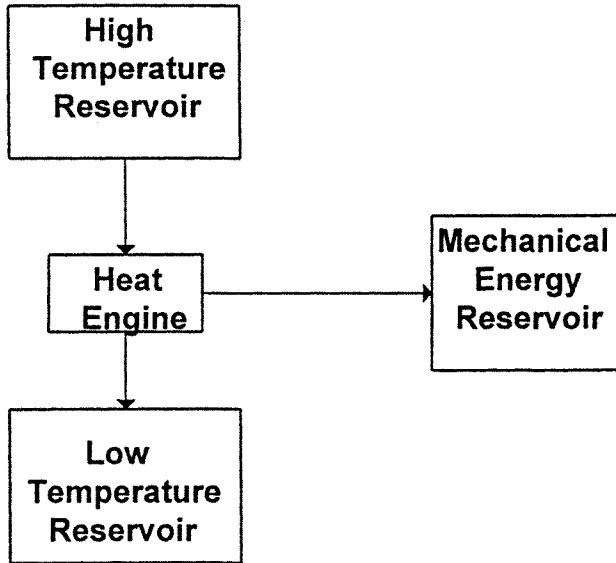 High
Temperature
Reservoir
Heat
Engine
Mechanical
Energy
Reservoir
Low
Temperature
Reservoir